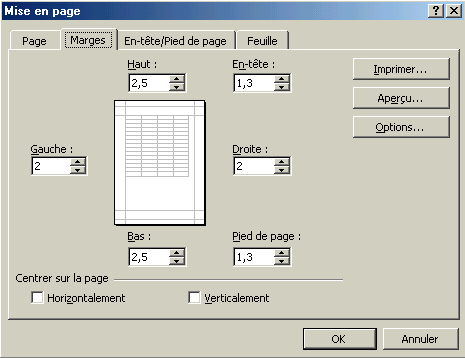 Mise en page
Page Marges En-tête/Pied de page Feuille
Haut : En-tête :
2,5 1,3
Imprimer...
Aperçu...
Options...
Gauche : Droite :
2 2
Bas : Pied de page :
2,5 1,3
Centrer sur la page
Horizontalement Verticalement
OK Annuler